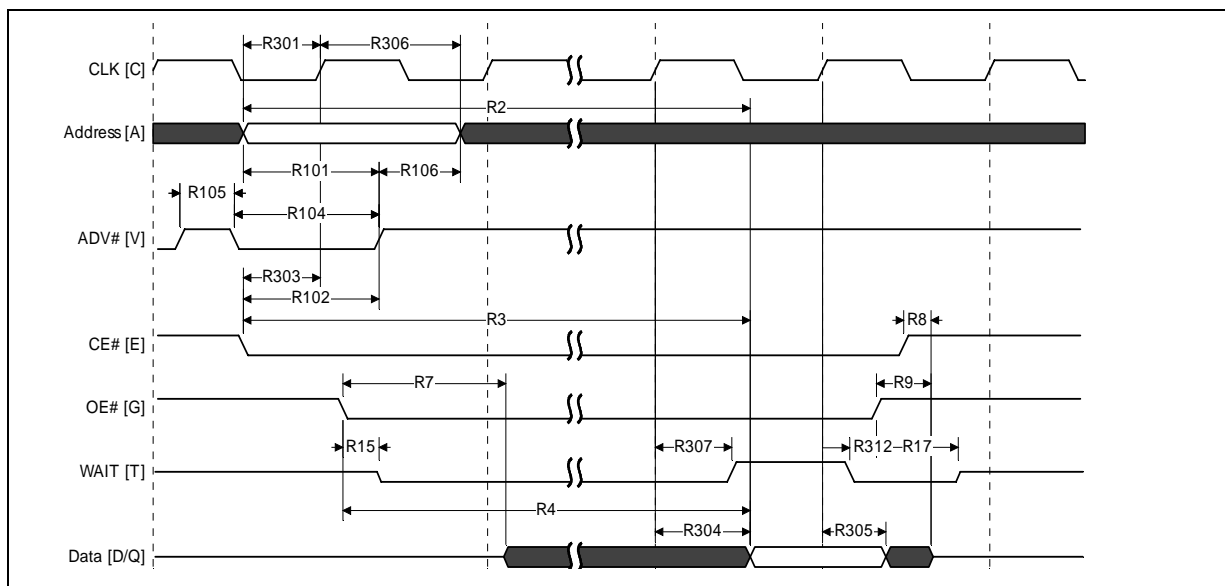 R301 R306
CLK [C]
R2
Address [A]
R101 R106
R105
R104
ADV# [V]
R303
R102
R3
R8
CE# [E]
R7
R9
OE# [G]
R15
R307
R312 R17
WAIT [T]
R4
R304
R305
Data [D/Q]